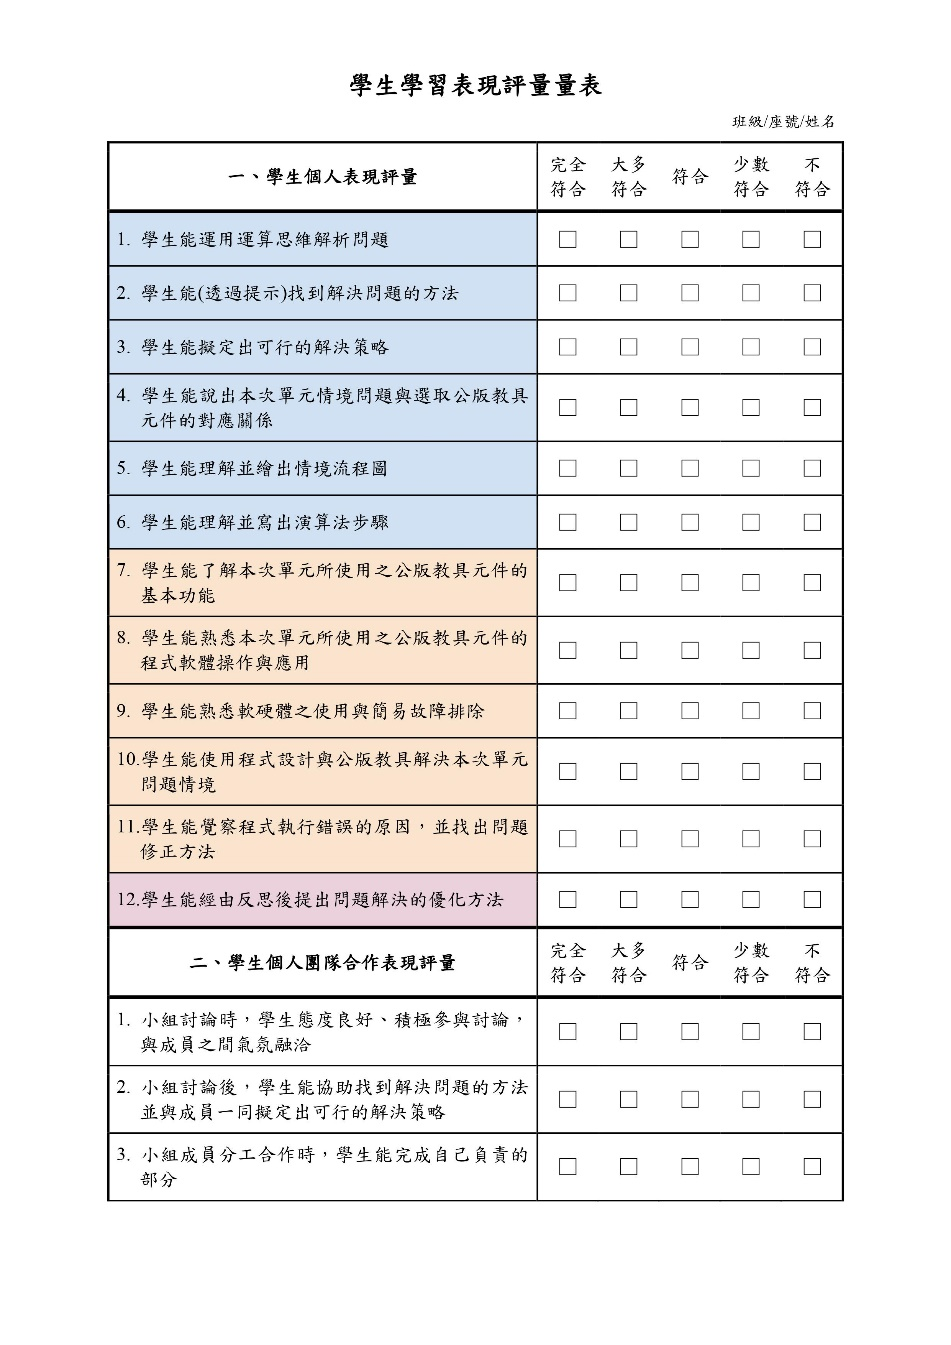 學生學習表現評量量表
班級/座號/姓名
一、學生個人表現評量
完全
符合
大多
符合
符合
少數
符合
不
符合
1. 學生能運用運算思維解析問題
2. 學生能(透過提示)找到解決問題的方法
3. 學生能擬定出可行的解決策略
4. 學生能說出本次單元情境問題與選取公版教具
元件的對應關係
5. 學生能理解並繪出情境流程圖
6. 學生能理解並寫出演算法步驟
7. 學生能了解本次單元所使用之公版教具元件的
基本功能
8. 學生能熟悉本次單元所使用之公版教具元件的
程式軟體操作與應用
9. 學生能熟悉軟硬體之使用與簡易故障排除
10.學生能使用程式設計與公版教具解決本次單元
問題情境
11.學生能覺察程式執行錯誤的原因，並找出問題
修正方法
12.學生能經由反思後提出問題解決的優化方法
二、學生個人團隊合作表現評量
完全
符合
大多
符合
符合
少數
符合
不
符合
1. 小組討論時，學生態度良好、積極參與討論，
與成員之間氣氛融洽
2. 小組討論後，學生能協助找到解決問題的方法
並與成員一同擬定出可行的解決策略
3. 小組成員分工合作時，學生能完成自己負責的
部分